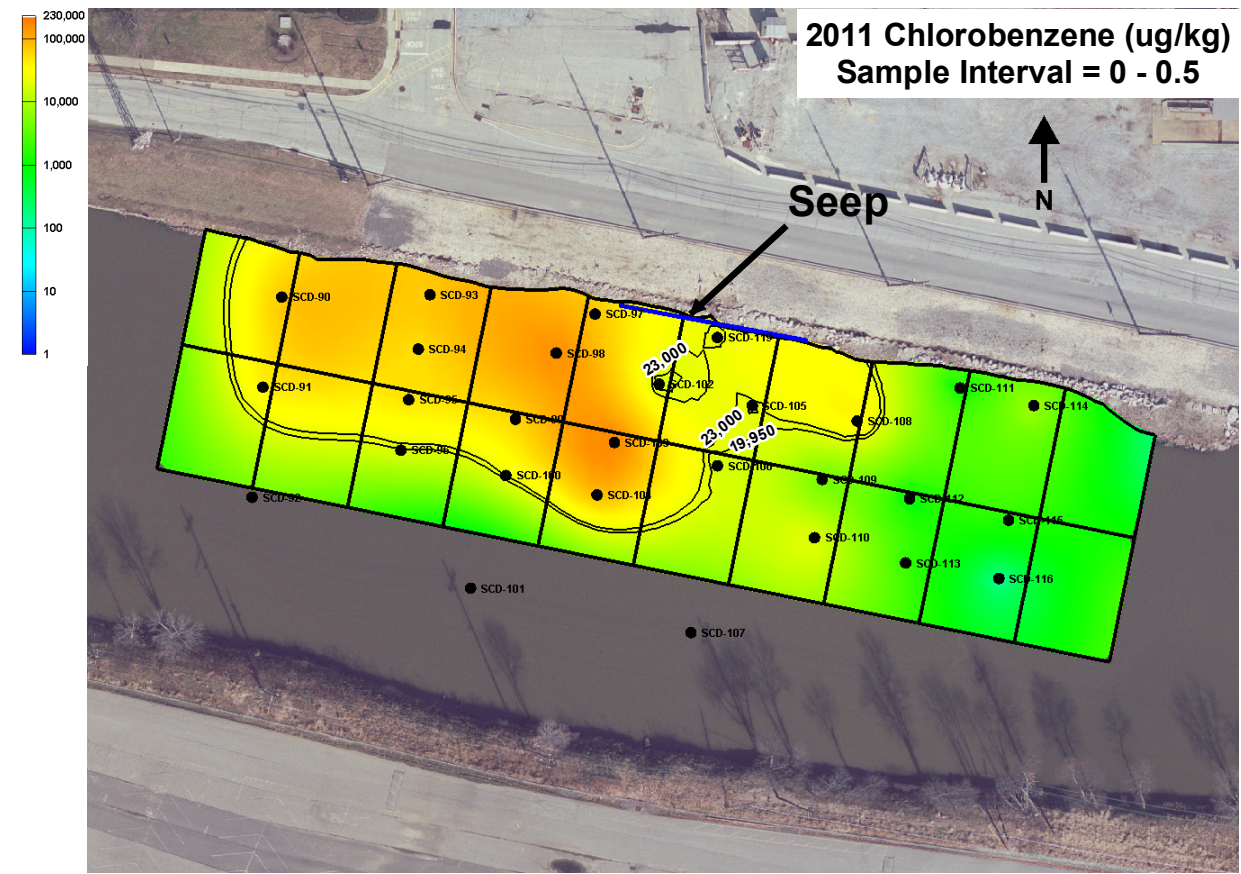 230,000
100,000
10,000
1,000
100
10
1
2011 Chlorobenzene (ug/kg)
Sample Interval = 0 - 0.5
N
Seep
STOP
SCD-90
SCD-93
SCD-97
SCD-119
SCD-94
SCD-98
23,000
SCD-102
SCD-91
SCD-95
SCD-105
SCD-111
SCD-114
SCD-99
SCD-103
23,000
19,950
SCD-108
SCD-96
SCD-100
SCD-104
SCD-106
SCD-109
SCD-92
SCD-112
SCD-115
SCD-110
SCD-113
SCD-116
SCD-101
SCD-107